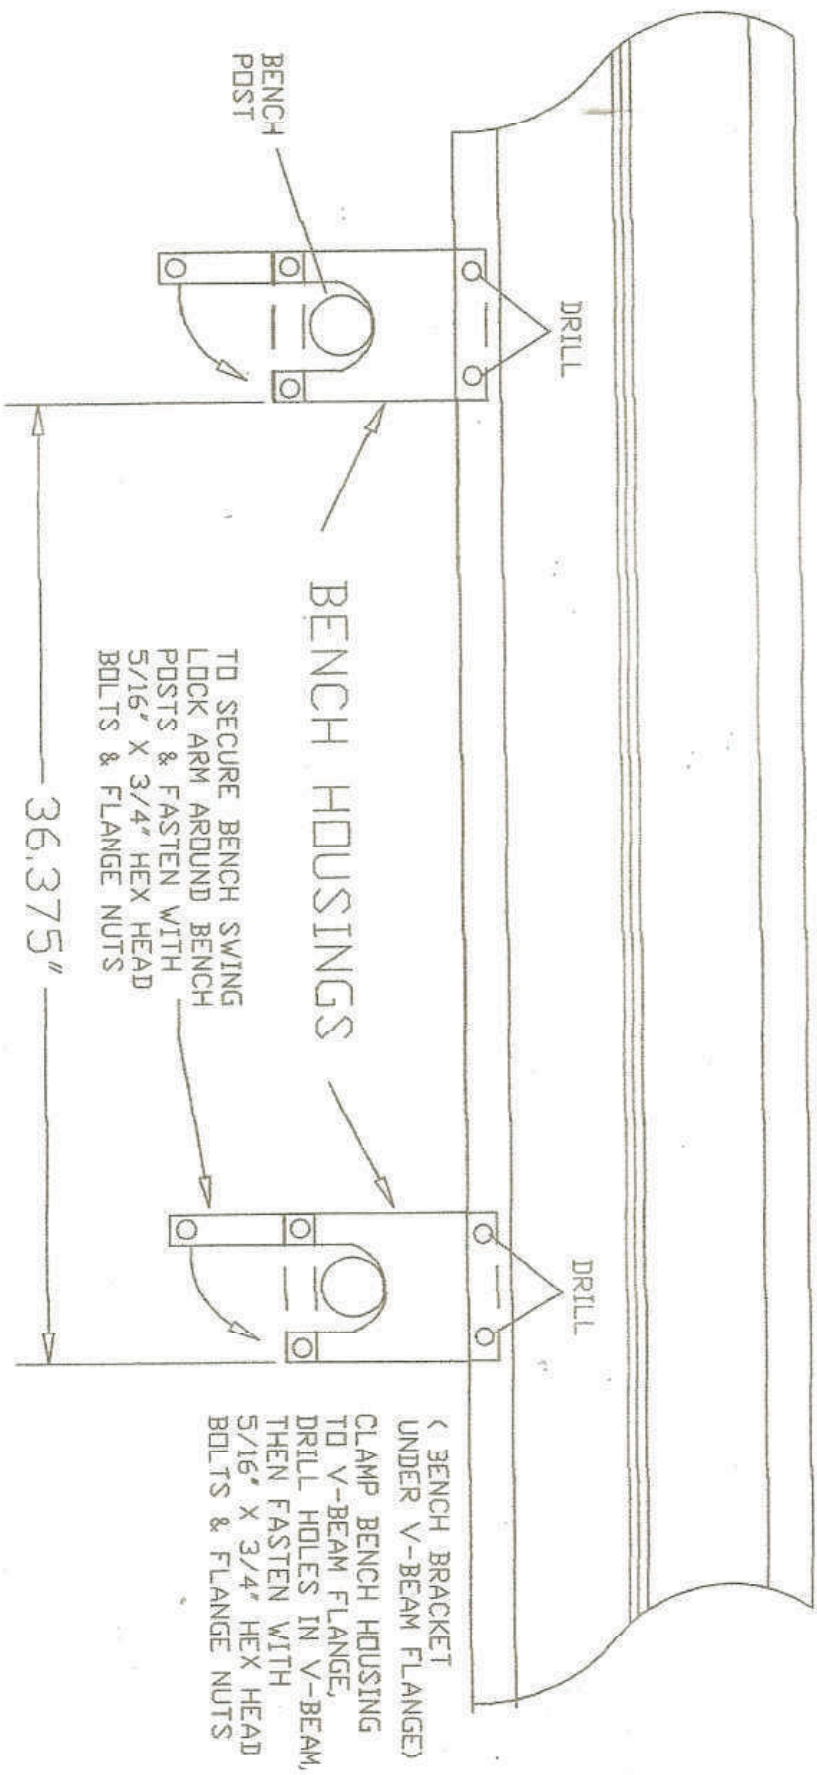 BENCH
POST
DRILL
BENCH HOUSINGS
TO SECURE BENCH SWING
LOCK ARM AROUND BENCH
POSTS & FASTEN WITH
5/16" X 3/4" HEX HEAD
BOLTS & FLANGE NUTS
36.375"
DRILL
< BENCH BRACKET
UNDER V-BEAM FLANGE)
CLAMP BENCH HOUSING
TO V-BEAM FLANGE,
DRILL HOLES IN V-BEAM,
THEN FASTEN WITH
5/16" X 3/4" HEX HEAD
BOLTS & FLANGE NUTS